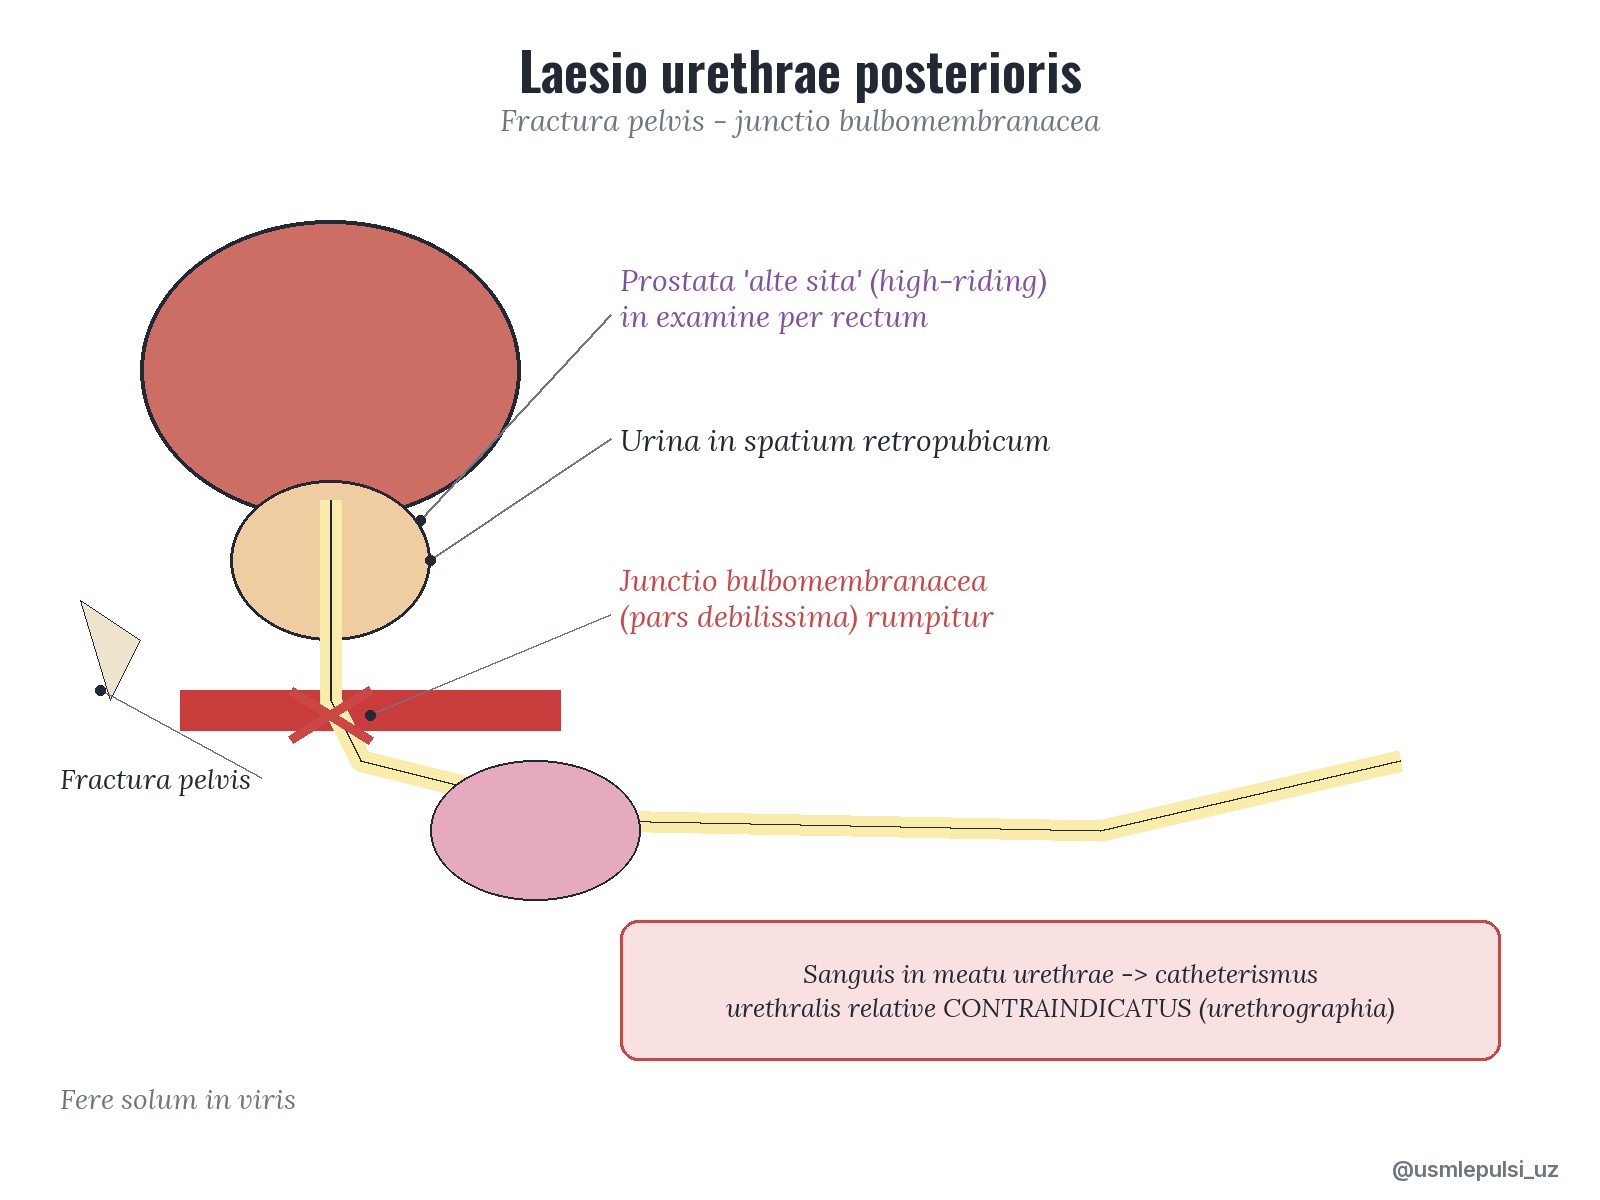 Laesio urethrae posterioris
Fractura pelvis - junctio bulbomembranacea
Prostata 'alte sita' (high-riding)
in examine per rectum
Urina in spatium retropubicum
Junctio bulbomembranacea
(pars debilissima) rumpitur
Fractura pelvis
Sanguis in meatu urethrae -> catheterismus
urethralis relative CONTRAINDICATUS (urethrographia)
Fere solum in viris
@usmlepulsi_uz